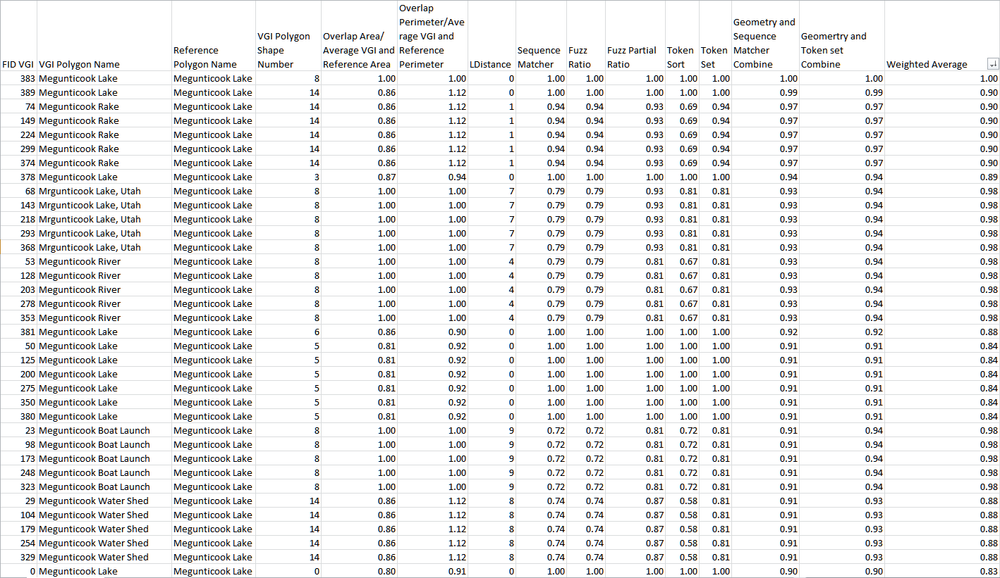 FID VGI VGI Polygon Name Reference Polygon Name VGI Polygon Shape Number Overlap Area/ Average VGI and Reference Area Overlap Perimeter/Ave rage VGI and Reference Perimeter LDistance Sequence Matcher Fuzz Ratio Fuzz Partial Ratio Token Sort Token Set Geometry and Sequence Matcher Combine Geomertry and Token set Combine Weighted Average
383 Megunticook Lake Megunticook Lake 8 1.00 1.00 0 1.00 1.00 1.00 1.00 1.00 1.00 1.00 1.00
389 Megunticook Lake Megunticook Lake 14 0.86 1.12 0 1.00 1.00 1.00 1.00 1.00 0.99 0.99 0.90
74 Megunticook Rake Megunticook Lake 14 0.86 1.12 1 0.94 0.94 0.93 0.69 0.94 0.97 0.97 0.90
149 Megunticook Rake Megunticook Lake 14 0.86 1.12 1 0.94 0.94 0.93 0.69 0.94 0.97 0.97 0.90
224 Megunticook Rake Megunticook Lake 14 0.86 1.12 1 0.94 0.94 0.93 0.69 0.94 0.97 0.97 0.90
299 Megunticook Rake Megunticook Lake 14 0.86 1.12 1 0.94 0.94 0.93 0.69 0.94 0.97 0.97 0.90
374 Megunticook Rake Megunticook Lake 14 0.86 1.12 1 0.94 0.94 0.93 0.69 0.94 0.97 0.97 0.90
378 Megunticook Lake Megunticook Lake 3 0.87 0.94 0 1.00 1.00 1.00 1.00 1.00 0.94 0.94 0.89
68 Mrgunticook Lake, Utah Megunticook Lake 8 1.00 1.00 7 0.79 0.79 0.93 0.81 0.81 0.93 0.94 0.98
143 Mrgunticook Lake, Utah Megunticook Lake 8 1.00 1.00 7 0.79 0.79 0.93 0.81 0.81 0.93 0.94 0.98
218 Mrgunticook Lake, Utah Megunticook Lake 8 1.00 1.00 7 0.79 0.79 0.93 0.81 0.81 0.93 0.94 0.98
293 Mrgunticook Lake, Utah Megunticook Lake 8 1.00 1.00 7 0.79 0.79 0.93 0.81 0.81 0.93 0.94 0.98
368 Mrgunticook Lake, Utah Megunticook Lake 8 1.00 1.00 7 0.79 0.79 0.93 0.81 0.81 0.93 0.94 0.98
53 Megunticook River Megunticook Lake 8 1.00 1.00 4 0.79 0.79 0.81 0.67 0.81 0.93 0.94 0.98
128 Megunticook River Megunticook Lake 8 1.00 1.00 4 0.79 0.79 0.81 0.67 0.81 0.93 0.94 0.98
203 Megunticook River Megunticook Lake 8 1.00 1.00 4 0.79 0.79 0.81 0.67 0.81 0.93 0.94 0.98
278 Megunticook River Megunticook Lake 8 1.00 1.00 4 0.79 0.79 0.81 0.67 0.81 0.93 0.94 0.98
353 Megunticook River Megunticook Lake 8 1.00 1.00 4 0.79 0.79 0.81 0.67 0.81 0.93 0.94 0.98
381 Megunticook Lake Megunticook Lake 6 0.86 0.90 0 1.00 1.00 1.00 1.00 1.00 0.92 0.92 0.88
50 Megunticook Lake Megunticook Lake 5 0.81 0.92 0 1.00 1.00 1.00 1.00 1.00 0.91 0.91 0.84
125 Megunticook Lake Megunticook Lake 5 0.81 0.92 0 1.00 1.00 1.00 1.00 1.00 0.91 0.91 0.84
200 Megunticook Lake Megunticook Lake 5 0.81 0.92 0 1.00 1.00 1.00 1.00 1.00 0.91 0.91 0.84
275 Megunticook Lake Megunticook Lake 5 0.81 0.92 0 1.00 1.00 1.00 1.00 1.00 0.91 0.91 0.84
350 Megunticook Lake Megunticook Lake 5 0.81 0.92 0 1.00 1.00 1.00 1.00 1.00 0.91 0.91 0.84
380 Megunticook Lake Megunticook Lake 5 0.81 0.92 0 1.00 1.00 1.00 1.00 1.00 0.91 0.91 0.84
23 Megunticook Boat Launch Megunticook Lake 8 1.00 1.00 9 0.72 0.72 0.81 0.72 0.81 0.91 0.94 0.98
98 Megunticook Boat Launch Megunticook Lake 8 1.00 1.00 9 0.72 0.72 0.81 0.72 0.81 0.91 0.94 0.98
173 Megunticook Boat Launch Megunticook Lake 8 1.00 1.00 9 0.72 0.72 0.81 0.72 0.81 0.91 0.94 0.98
248 Megunticook Boat Launch Megunticook Lake 8 1.00 1.00 9 0.72 0.72 0.81 0.72 0.81 0.91 0.94 0.98
323 Megunticook Boat Launch Megunticook Lake 8 1.00 1.00 9 0.72 0.72 0.81 0.72 0.81 0.91 0.94 0.98
29 Megunticook Water Shed Megunticook Lake 14 0.86 1.12 8 0.74 0.74 0.87 0.58 0.81 0.91 0.93 0.88
104 Megunticook Water Shed Megunticook Lake 14 0.86 1.12 8 0.74 0.74 0.87 0.58 0.81 0.91 0.93 0.88
179 Megunticook Water Shed Megunticook Lake 14 0.86 1.12 8 0.74 0.74 0.87 0.58 0.81 0.91 0.93 0.88
254 Megunticook Water Shed Megunticook Lake 14 0.86 1.12 8 0.74 0.74 0.87 0.58 0.81 0.91 0.93 0.88
329 Megunticook Water Shed Megunticook Lake 14 0.86 1.12 8 0.74 0.74 0.87 0.58 0.81 0.91 0.93 0.88
0 Megunticook Lake Megunticook Lake 0 0.80 0.91 0 1.00 1.00 1.00 1.00 1.00 0.90 0.90 0.83